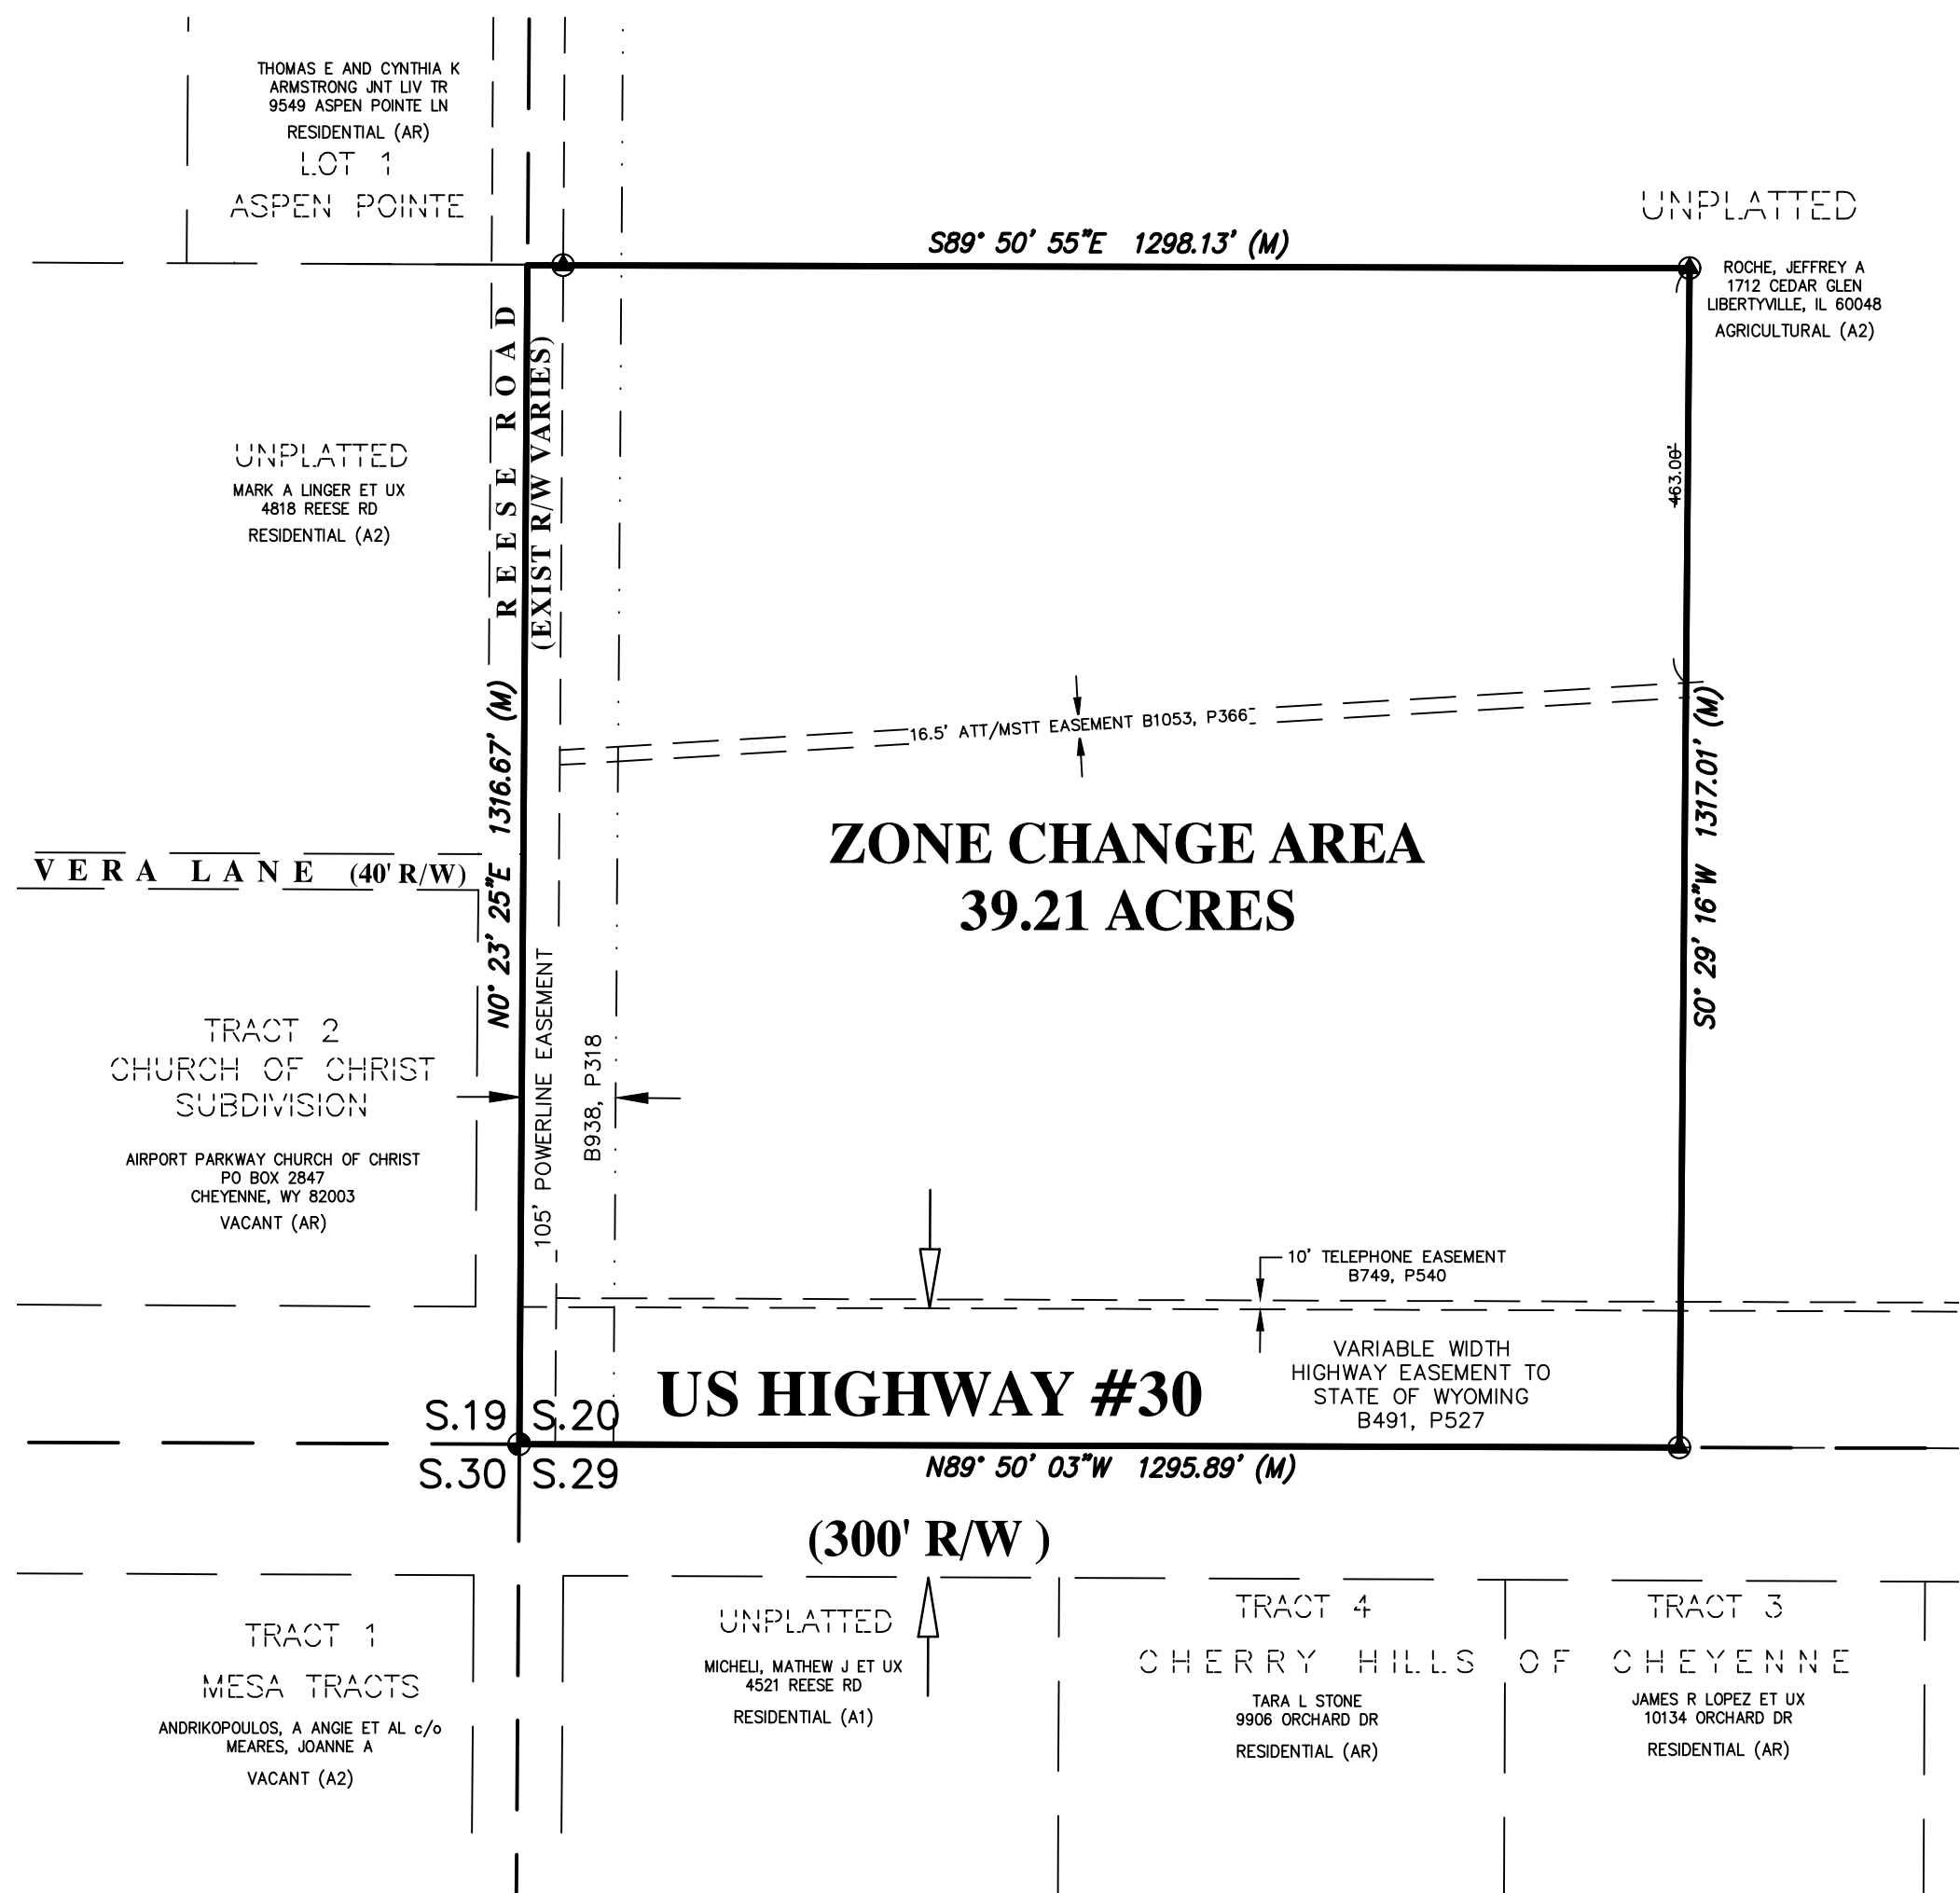 THOMAS E AND CYNTHIA K
ARMSTRONG JNT LIV TR
9549 ASPEN POINTE LN
RESIDENTIAL (AR)
LOT 1
ASPEN POINTE
UNPLATTED
S89° 50' 55"E 1298.13' (M)
ROCHE, JEFFREY A
1712 CEDAR GLEN
LIBERTYVILLE, IL 60048
AGRICULTURAL (A2)
REESE ROAD
(EXIST R/W VARIES)
463.00'
UNPLATTED
MARK A LINGER ET UX
4818 REESE RD
RESIDENTIAL (A2)
16.5' ATT/MSTT EASEMENT B1053, P366
N0° 23' 25"E 1316.67' (M)
S0° 29' 16"W 1317.01' (M)
ZONE CHANGE AREA
39.21 ACRES
VERA LANE (40' R/W)
105' POWERLINE EASEMENT
B938, P318
TRACT 2
CHURCH OF CHRIST
SUBDIVISION
AIRPORT PARKWAY CHURCH OF CHRIST
PO BOX 2847
CHEYENNE, WY 82003
VACANT (AR)
10' TELEPHONE EASEMENT
B749, P540
VARIABLE WIDTH
HIGHWAY EASEMENT TO
STATE OF WYOMING
B491, P527
US HIGHWAY #30
S.19 S.20
S.30 S.29
N89° 50' 03"W 1295.89' (M)
(300' R/W )
TRACT 1
MESA TRACTS
ANDRIKOPOULOS, A ANGIE ET AL c/o
MEARES, JOANNE A
VACANT (A2)
UNPLATTED
MICHELI, MATHEW J ET UX
4521 REESE RD
RESIDENTIAL (A1)
TRACT 4 TRACT 3
CHERRY HILLS OF CHEYENNE
TARA L STONE
9906 ORCHARD DR
RESIDENTIAL (AR)
JAMES R LOPEZ ET UX
10134 ORCHARD DR
RESIDENTIAL (AR)